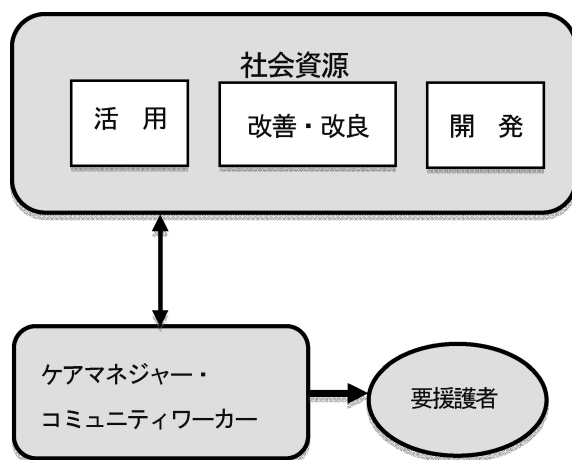 社会資源
活　用
改善・改良
開　発
ケアマネジャー・
コミュニティワーカー
要援護者